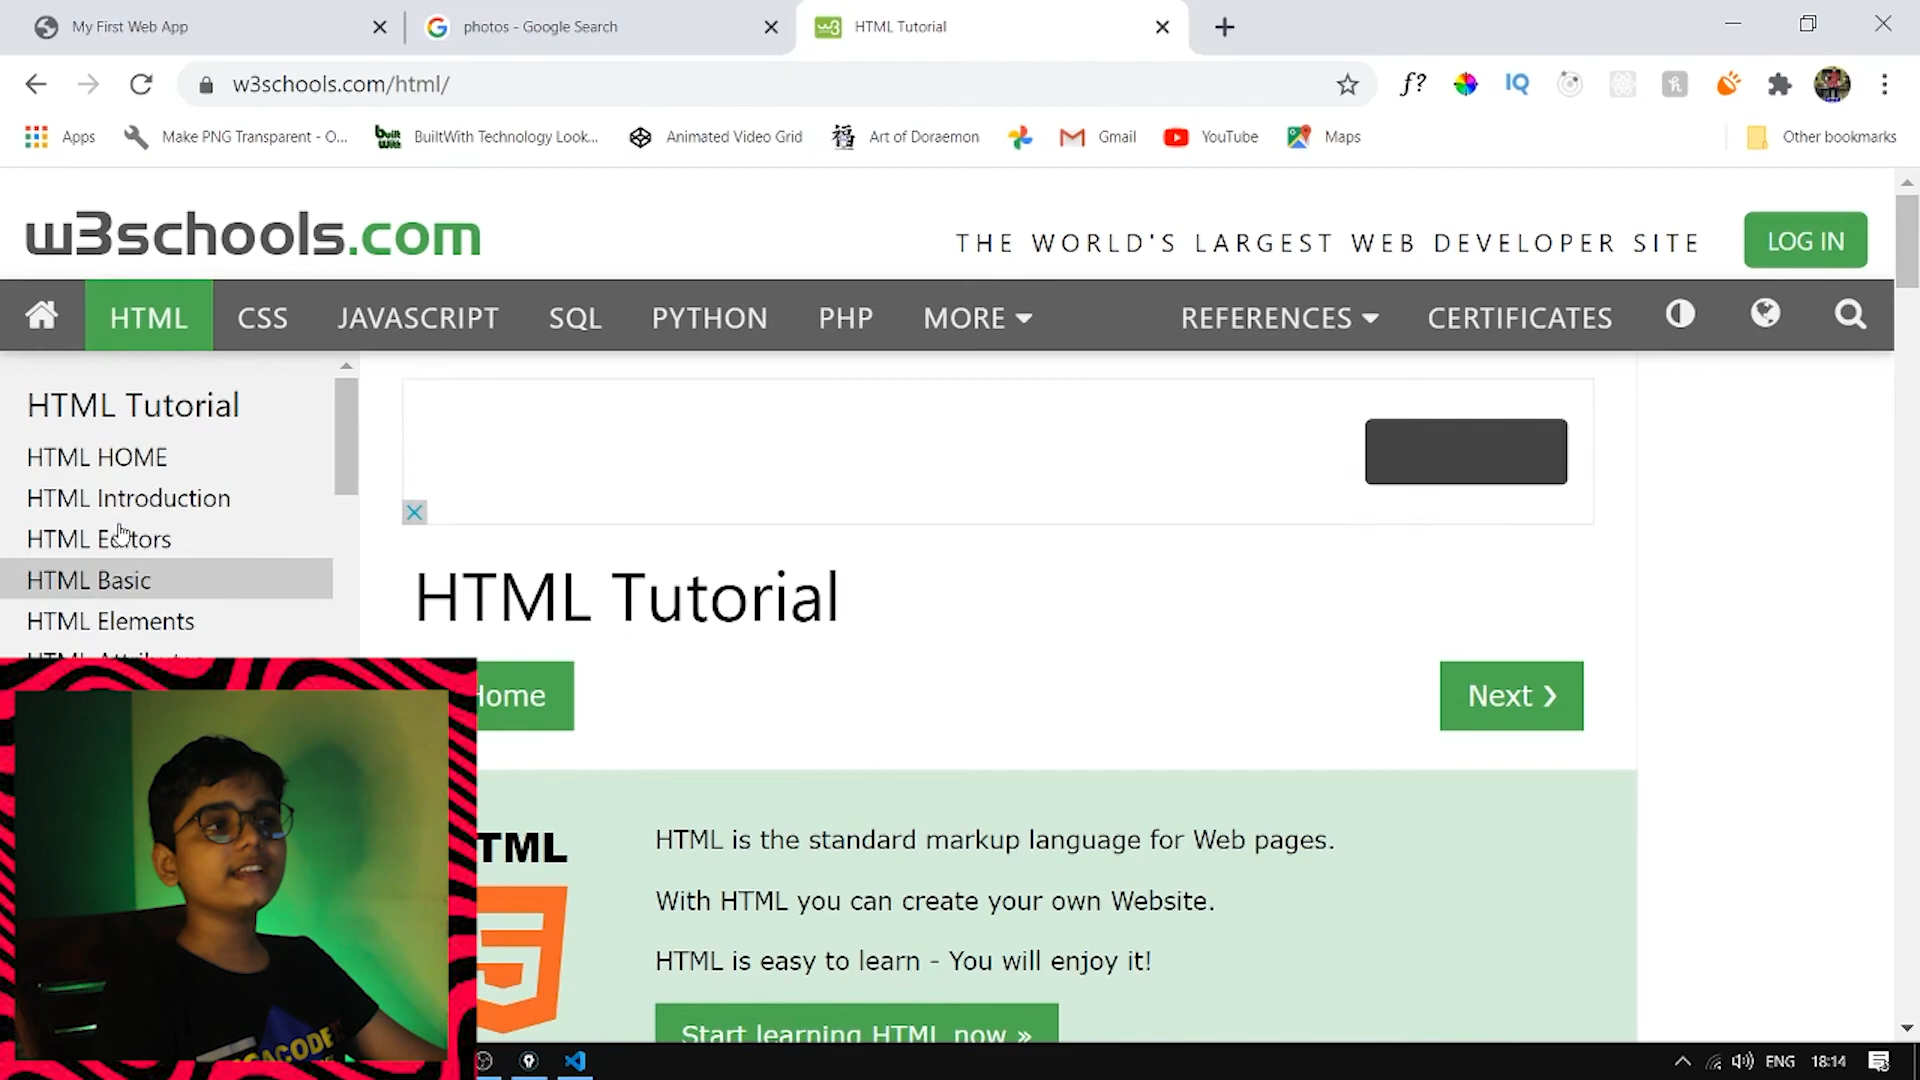 My First Web App
photos - Google Search
HTML Tutorial
w3schools.com/html/
f?
IQ
Apps
Make PNG Transparent - O...
built with
BuiltWith Technology Look...
Animated Video Grid
Art of Doraemon
Gmail
YouTube
Maps
Other bookmarks
w3schools.com
THE WORLD'S LARGEST WEB DEVELOPER SITE
LOG IN
HTML
CSS
JAVASCRIPT
SQL
PYTHON
PHP
MORE
REFERENCES
CERTIFICATES
HTML Tutorial
HTML HOME
HTML Introduction
HTML Editors
HTML Basic
HTML Elements
HTML Tutorial
Home
Next ❯
TML
5
HTML is the standard markup language for Web pages.
With HTML you can create your own Website.
HTML is easy to learn - You will enjoy it!
Start learning HTML now »
ENG
18:14